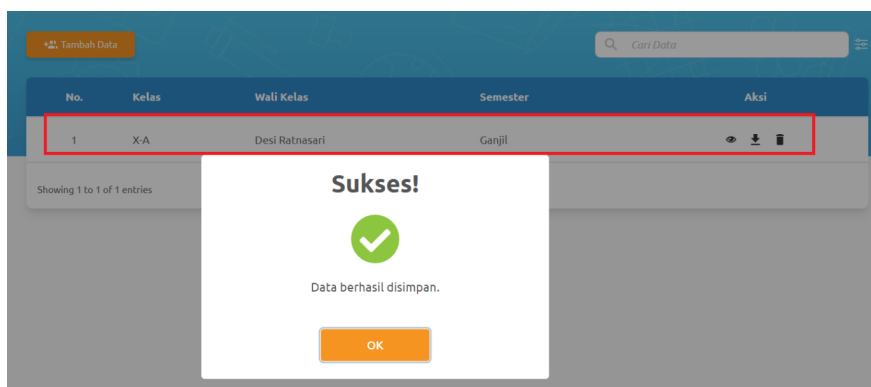 Tambah Data
Cari Data
No. Kelas Wali Kelas Semester Aksi
1 X-A Desi Ratnasari Ganjil
Showing 1 to 1 of 1 entries
Sukses!
Data berhasil disimpan.
OK